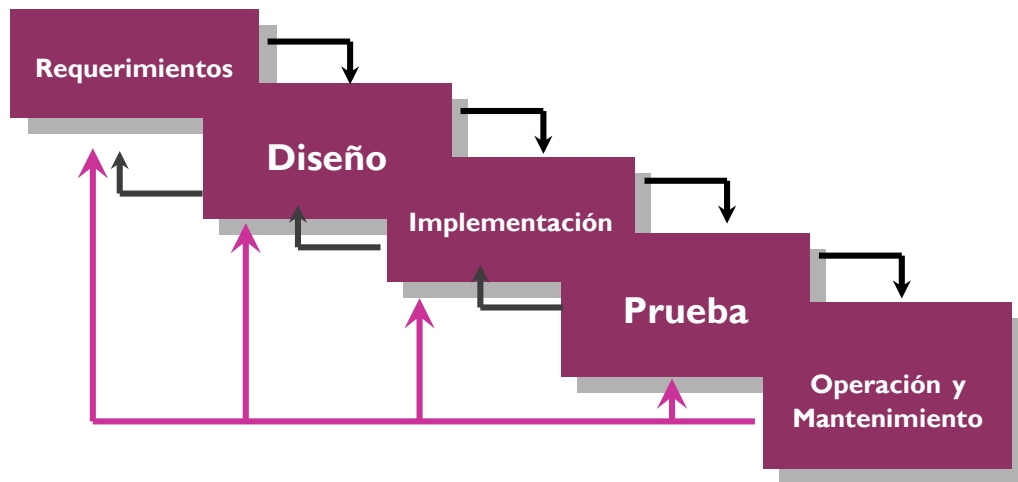 Requerimientos
Diseño
Implementación
Prueba
Operación y
Mantenimiento